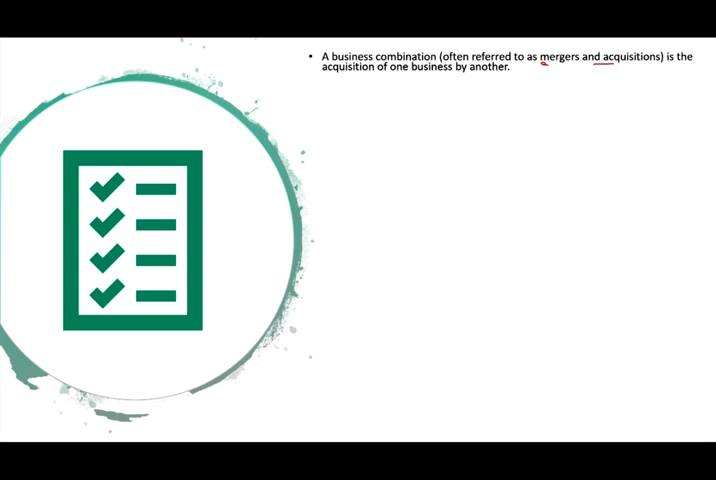 • A business combination (often referred to as mergers and acquisitions) is the
acquisition of one business by another.